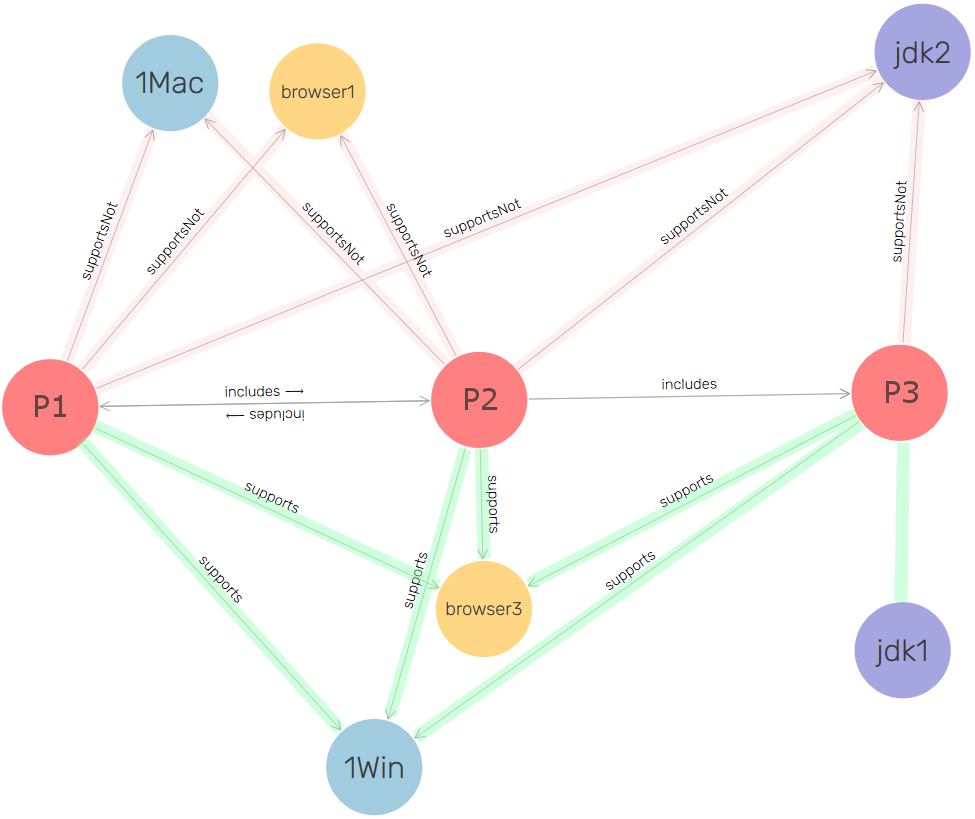 1Mac
browser1
jdk2
supportsNot
supportsNot
supportsNot
supportsNot
supportsNot
supportsNot
supportsNot
P1
includes ⟶
includes ⟶
P2
includes
P3
supports
supports
supports
supports
supports
supports
browser3
jdk1
1Win